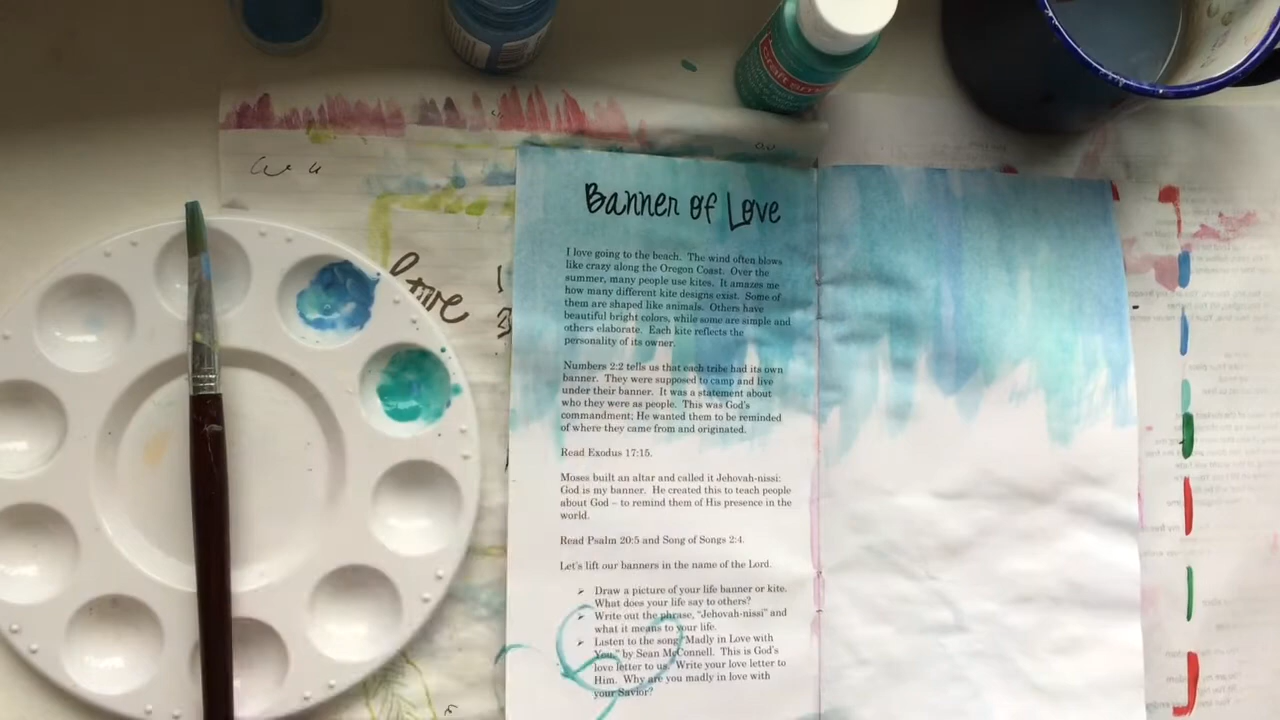 craft smart
love
Banner of Love
I love going to the beach. The wind often blows
like crazy along the Oregon Coast. Over the
summer, many people use kites. It amazes me
how many different kite designs exist. Some of
them are shaped like animals. Others have
beautiful bright colors, while some are simple and
others elaborate. Each kite reflects the
personality of its owner.
Numbers 2:2 tells us that each tribe had its own
banner. They were supposed to camp and live
under their banner. It was a statement about
who they were as people. This was God's
commandment; He wanted them to be reminded
of where they came from and originated.
Read Exodus 17:15.
Moses built an altar and called it Jehovah-nissi:
God is my banner. He created this to teach people
about God – to remind them of His presence in the
world.
Read Psalm 20:5 and Song of Songs 2:4.
Let's lift our banners in the name of the Lord.
➢ Draw a picture of your life banner or kite.
What does your life say to others?
➢ Write out the phrase, "Jehovah-nissi" and
what it means to your life.
➢ Listen to the song "Madly in Love with
You," by Sean McConnell. This is God's
love letter to us. Write your love letter to
Him. Why are you madly in love with
your Savior?